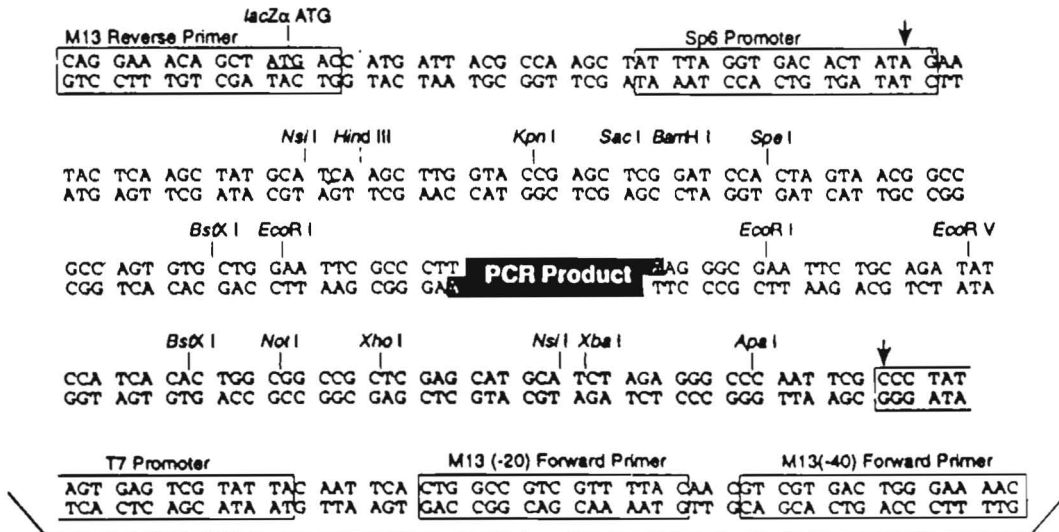 lacZα ATG
M13 Reverse Primer Sp6 Promoter
CAG GAA ACA GCT ATG ACC ATG ATT ACG CCA AGC TAT TTA GGT GAC ACT ATA GAA
GTC CTT TGT CGA TAC TGG TAC TAA TGC GGT TCG ATA AAT CCA CTG TGA TAT CTT
Nsi I Hind III Kpn I Sac I BamH I Spe I
TAC TCA AGC TAT GCA TCA AGC TTG GTA CCG AGC TCG GAT CCA CTA GTA ACG GCC
ATG AGT TCG ATA CGT AGT TCG AAC CAT GGC TCG AGC CTA GGT GAT CAT TGC CGG
BstX I EcoR I EcoR I EcoR V
GCC AGT GTG CTG GAA TTC GCC CTT PCR Product AAG GGC GAA TTC TGC AGA TAT
CGG TCA CAC GAC CTT AAG CGG GAA TTC CCG CTT AAG ACG TCT ATA
BstX I Not I Xho I Nsi I Xba I Apa I
CCA TCA CAC TGG CGG CCG CTC GAG CAT GCA TCT AGA GGG CCC AAT TCG CCC TAT
GGT AGT GTG ACC GCC GGC GAG CTC GTA CGT AGA TCT CCC GGG TTA AGC GGG ATA
T7 Promoter M13 (-20) Forward Primer M13(-40) Forward Primer
AGT GAG TCG TAT TAC AAT TCA CTG GCC GTC GTT TTA CAA CGT CGT GAC TGG GAA AAC
TCA CTC AGC ATA ATG TTA AGT GAC CGG CAG CAA AAT GTT GCA GCA CTG ACC CTT TTG